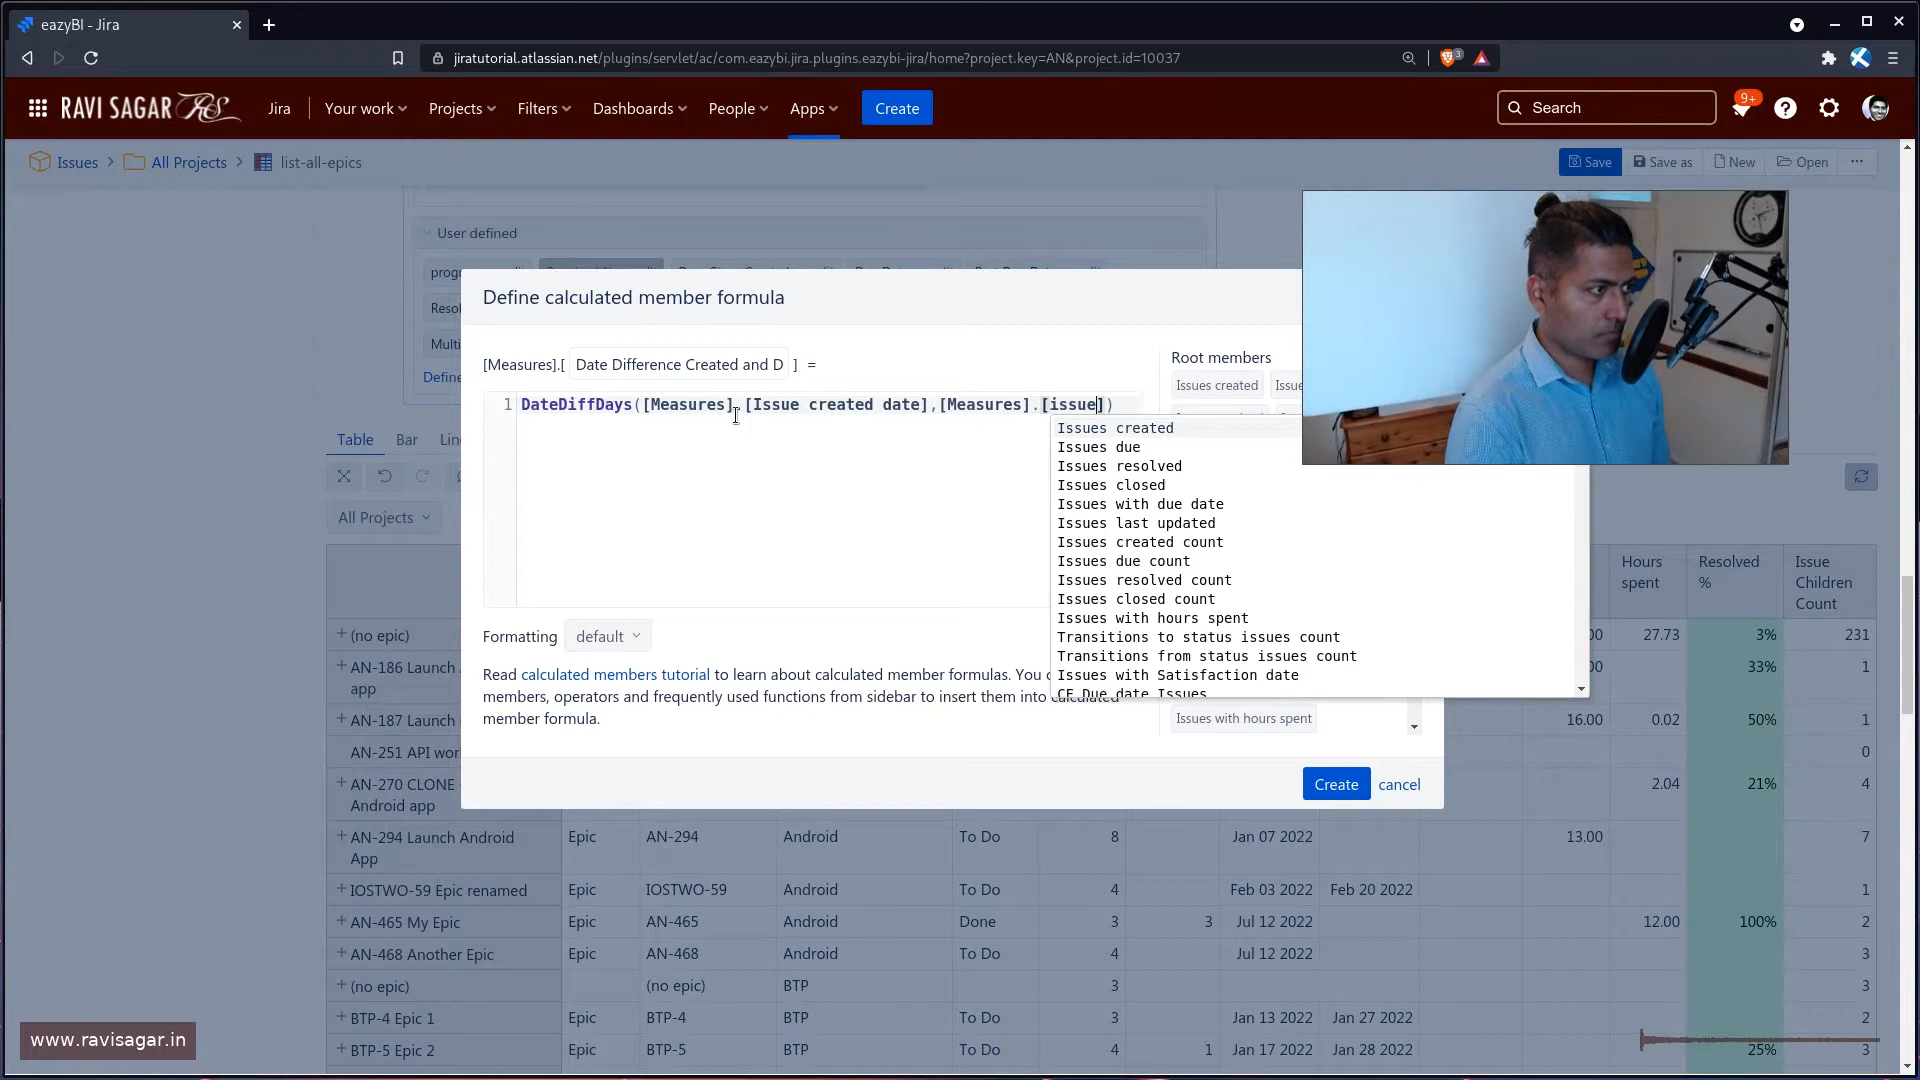 eazyBI - Jira
jiratutorial.atlassian.net/plugins/servlet/ac/com.eazybi.jira.plugins.eazybi-jira/home?project.key=AN&project.id=10037
3
RAVI SAGAR RS Jira Your work Projects Filters Dashboards People Apps Create Search 9+
Issues All Projects list-all-epics Save Save as New Open
User defined
Define calculated member formula
Resol
[Measures].[ Date Difference Created and D ] =
Root members
Multi
Define
Issues created Issue
1 DateDiffDays([Measures].[Issue created date],[Measures].[issue])
Issues created
Issues due
Table Bar Lin
Issues resolved
Issues closed
Issues with due date
All Projects
Issues last updated
Issues created count
Issues due count
Issues resolved count
Issues closed count
Issues with hours spent
Transitions to status issues count
Transitions from status issues count
Issues with Satisfaction date
CF Due date Issues
Formatting default
Read calculated members tutorial to learn about calculated member formulas. You c
members, operators and frequently used functions from sidebar to insert them into calculated
member formula.
Issues with hours spent
Create cancel
Hours spent Resolved % Issue Children Count
(no epic) 00 27.73 3% 231
AN-186 Launch
app 00 33% 1
AN-187 Launch 16.00 0.02 50% 1
AN-251 API wor 0
AN-270 CLONE -
Android app 2.04 21% 4
AN-294 Launch Android
App Epic AN-294 Android To Do 8 Jan 07 2022 13.00 7
IOSTWO-59 Epic renamed Epic IOSTWO-59 Android To Do 4 Feb 03 2022 Feb 20 2022 1
AN-465 My Epic Epic AN-465 Android Done 3 3 Jul 12 2022 12.00 100% 2
AN-468 Another Epic Epic AN-468 Android To Do 4 Jul 12 2022 3
(no epic) (no epic) BTP 3 3
BTP-4 Epic 1 Epic BTP-4 BTP To Do 3 Jan 13 2022 Jan 27 2022 2
BTP-5 Epic 2 Epic BTP-5 BTP To Do 4 1 Jan 17 2022 Jan 28 2022 25% 3
www.ravisagar.in